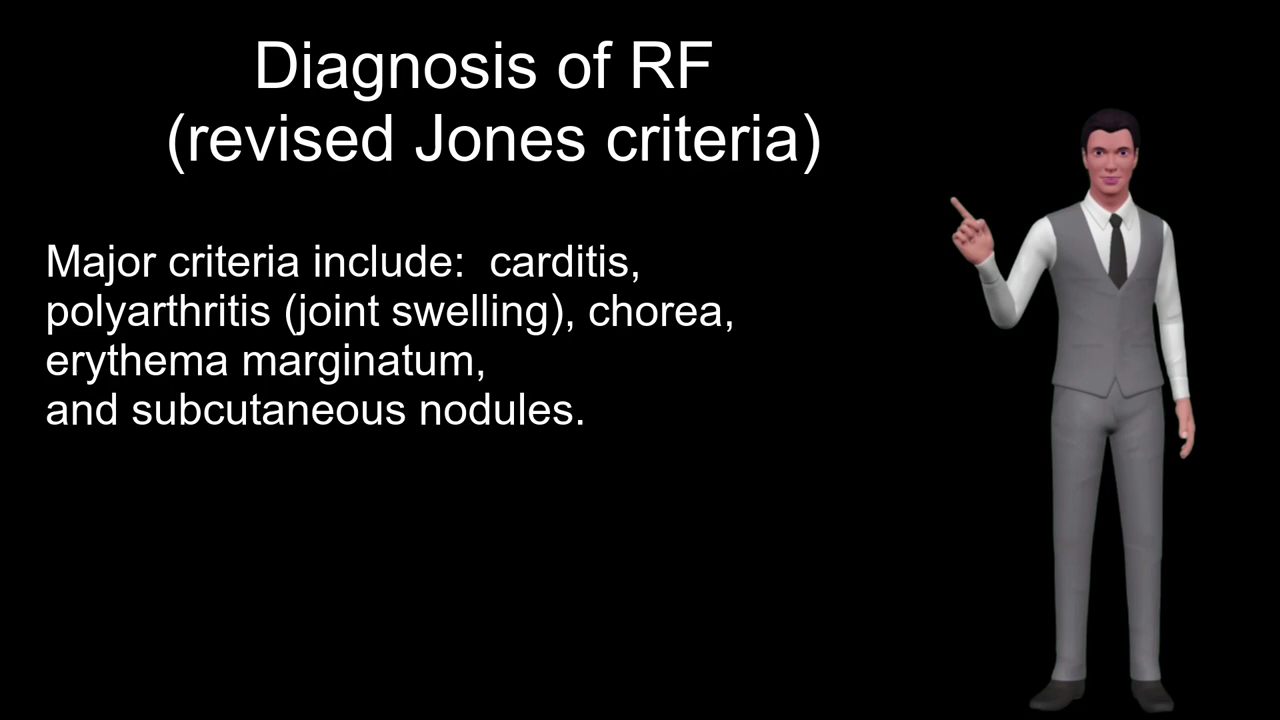 Diagnosis of RF
(revised Jones criteria)
Major criteria include:  carditis,
polyarthritis (joint swelling), chorea,
erythema marginatum,
and subcutaneous nodules.